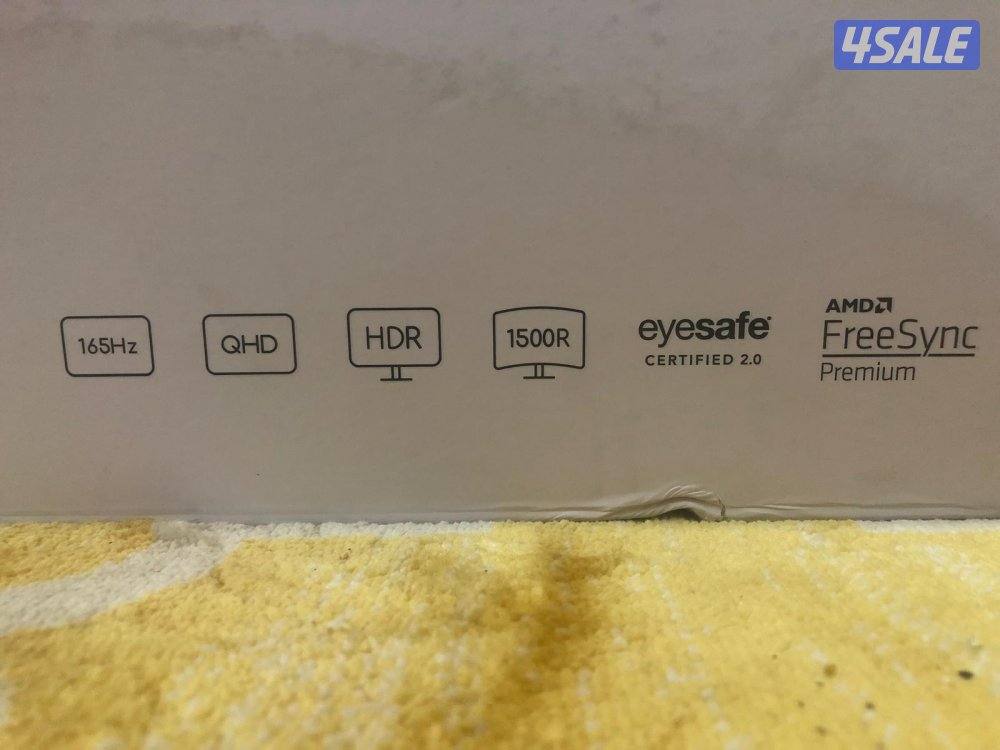 4SALE
165Hz
QHD
HDR
1500R
eyesafe
CERTIFIED 2.0
AMD
FreeSync
Premium